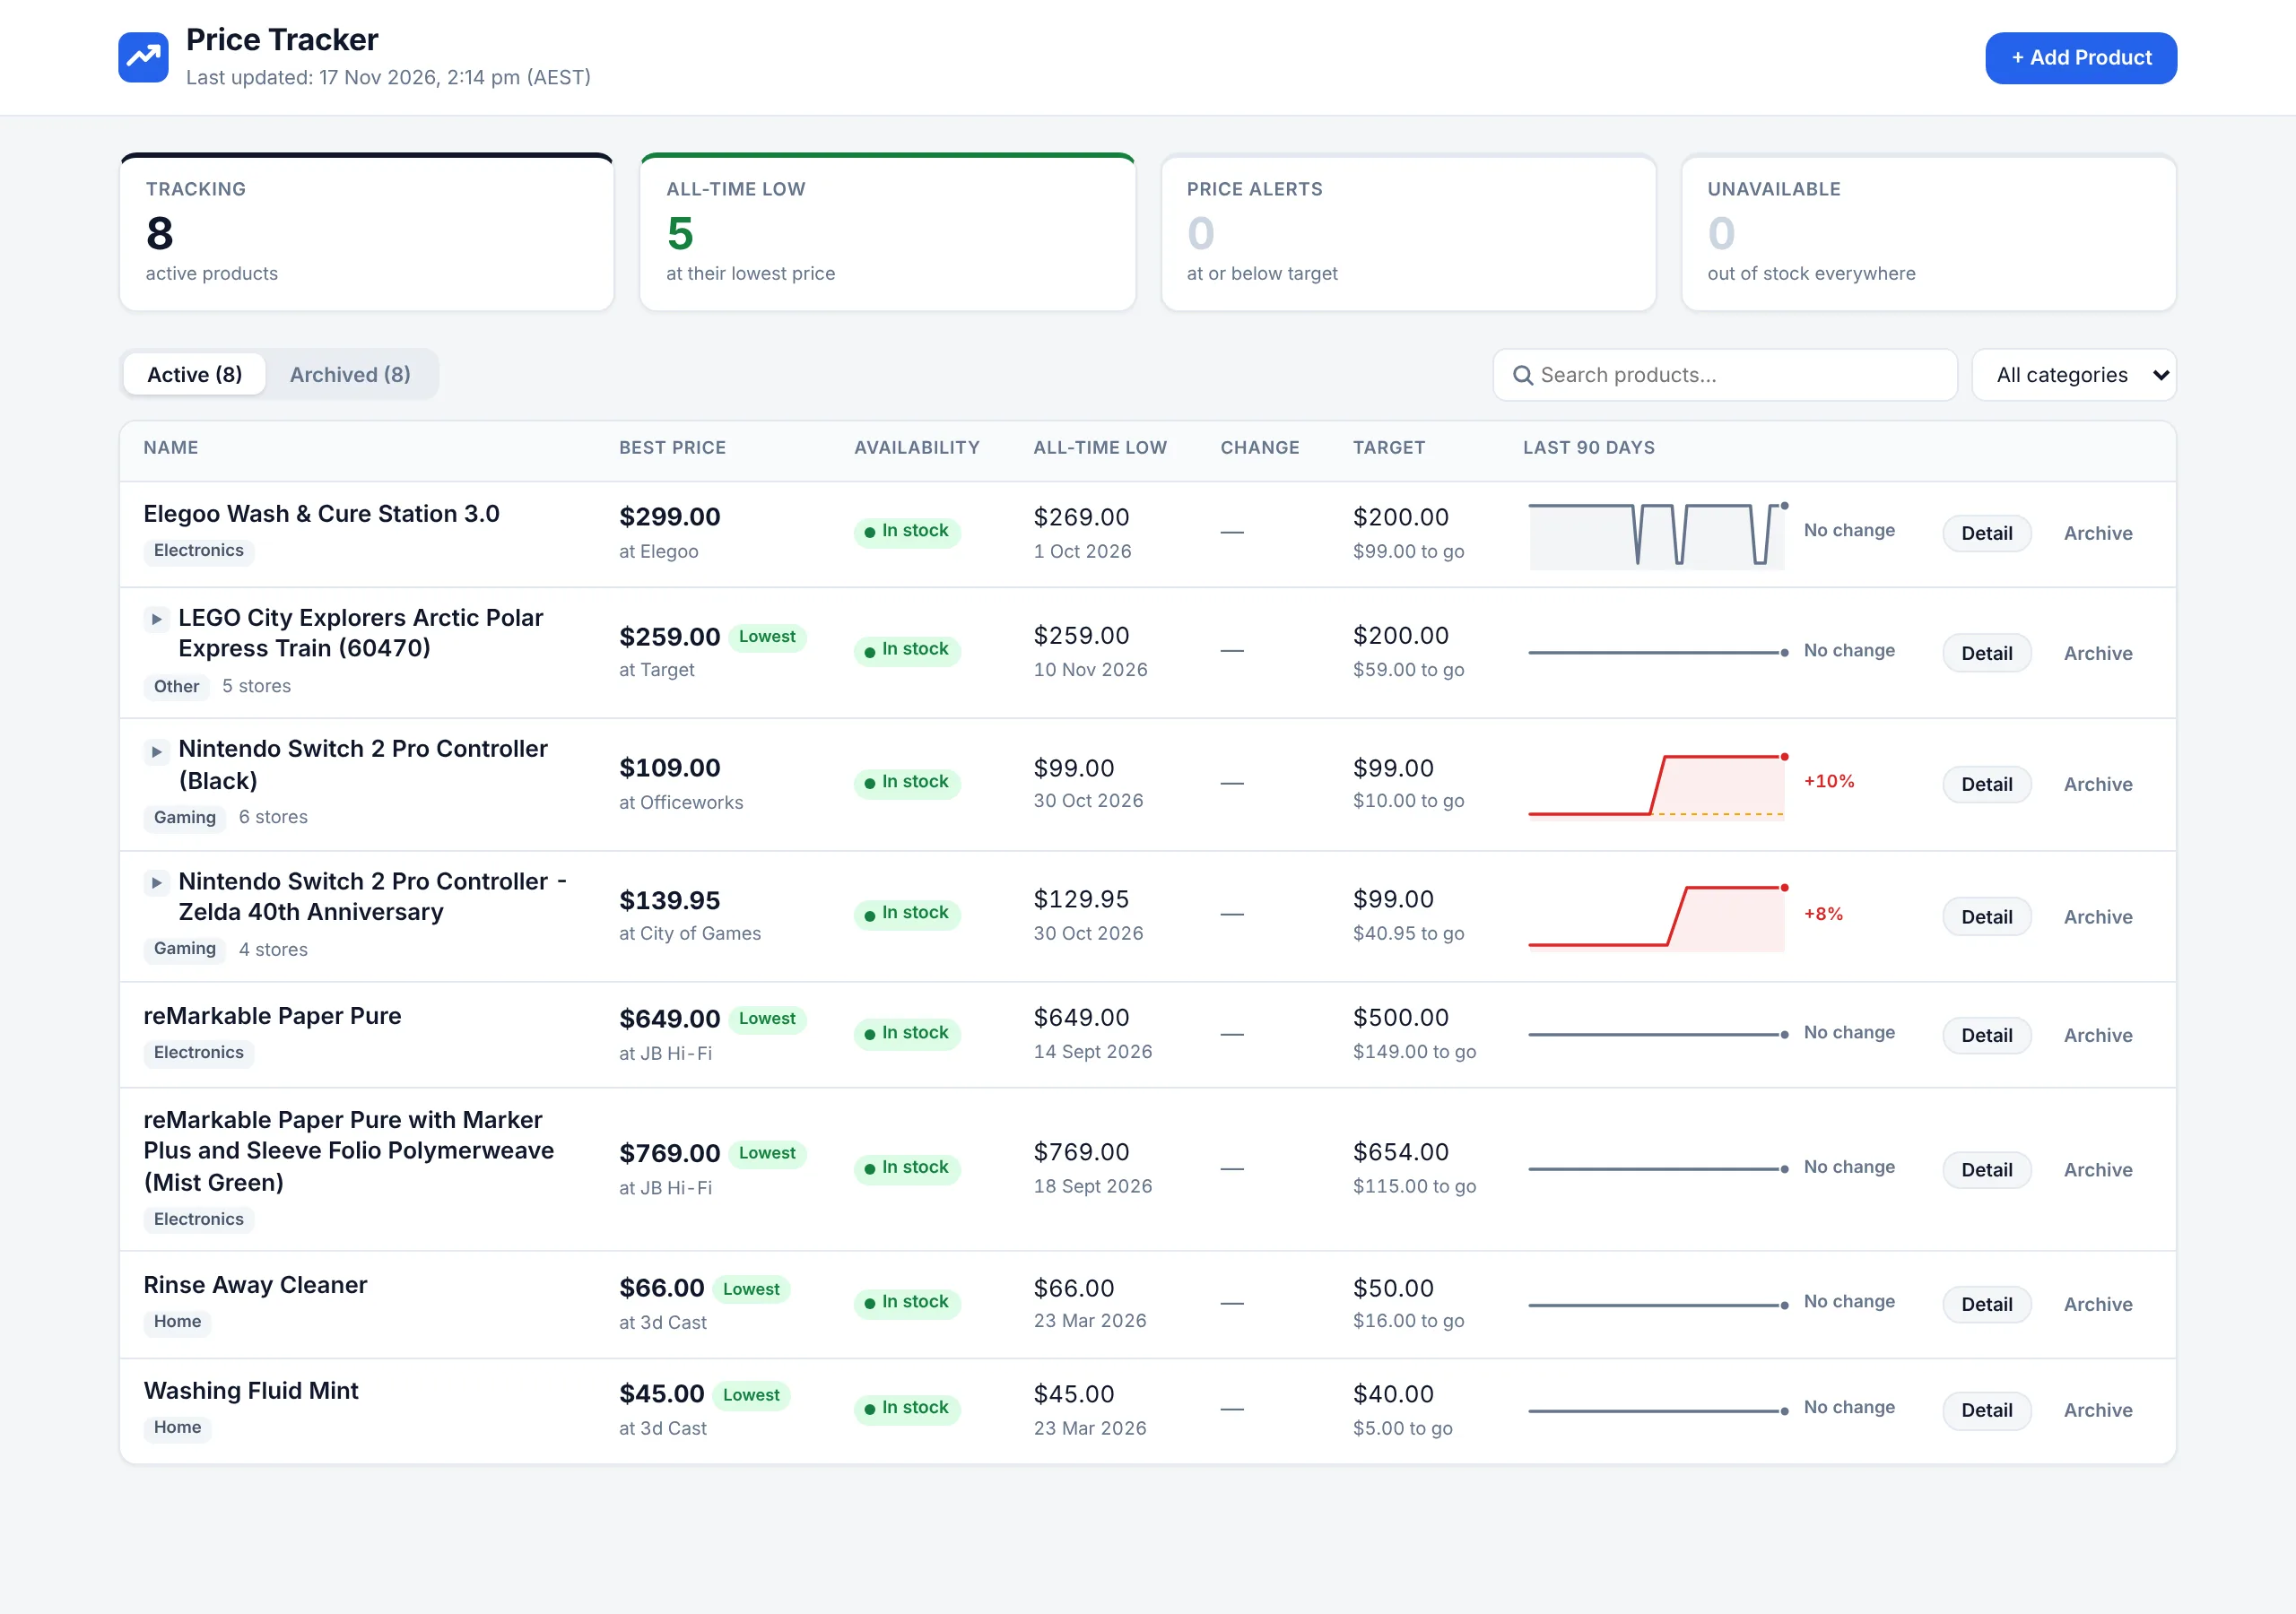 Price Tracker
Last updated: 17 Nov 2026, 2:14 pm (AEST)
+ Add Product
TRACKING
8
active products
ALL-TIME LOW
5
at their lowest price
PRICE ALERTS
0
at or below target
UNAVAILABLE
0
out of stock everywhere
Active (8)
Archived (8)
Search products...
All categories
NAME BEST PRICE AVAILABILITY ALL-TIME LOW CHANGE TARGET LAST 90 DAYS
Elegoo Wash & Cure Station 3.0
Electronics
$299.00
at Elegoo
In stock
$269.00
1 Oct 2026
—
$200.00
$99.00 to go
No change
Detail
Archive
LEGO City Explorers Arctic Polar
Express Train (60470)
Other 5 stores
$259.00 Lowest
at Target
In stock
$259.00
10 Nov 2026
—
$200.00
$59.00 to go
No change
Detail
Archive
Nintendo Switch 2 Pro Controller
(Black)
Gaming 6 stores
$109.00
at Officeworks
In stock
$99.00
30 Oct 2026
—
$99.00
$10.00 to go
+10%
Detail
Archive
Nintendo Switch 2 Pro Controller -
Zelda 40th Anniversary
Gaming 4 stores
$139.95
at City of Games
In stock
$129.95
30 Oct 2026
—
$99.00
$40.95 to go
+8%
Detail
Archive
reMarkable Paper Pure
Electronics
$649.00 Lowest
at JB Hi-Fi
In stock
$649.00
14 Sept 2026
—
$500.00
$149.00 to go
No change
Detail
Archive
reMarkable Paper Pure with Marker
Plus and Sleeve Folio Polymerweave
(Mist Green)
Electronics
$769.00 Lowest
at JB Hi-Fi
In stock
$769.00
18 Sept 2026
—
$654.00
$115.00 to go
No change
Detail
Archive
Rinse Away Cleaner
Home
$66.00 Lowest
at 3d Cast
In stock
$66.00
23 Mar 2026
—
$50.00
$16.00 to go
No change
Detail
Archive
Washing Fluid Mint
Home
$45.00 Lowest
at 3d Cast
In stock
$45.00
23 Mar 2026
—
$40.00
$5.00 to go
No change
Detail
Archive